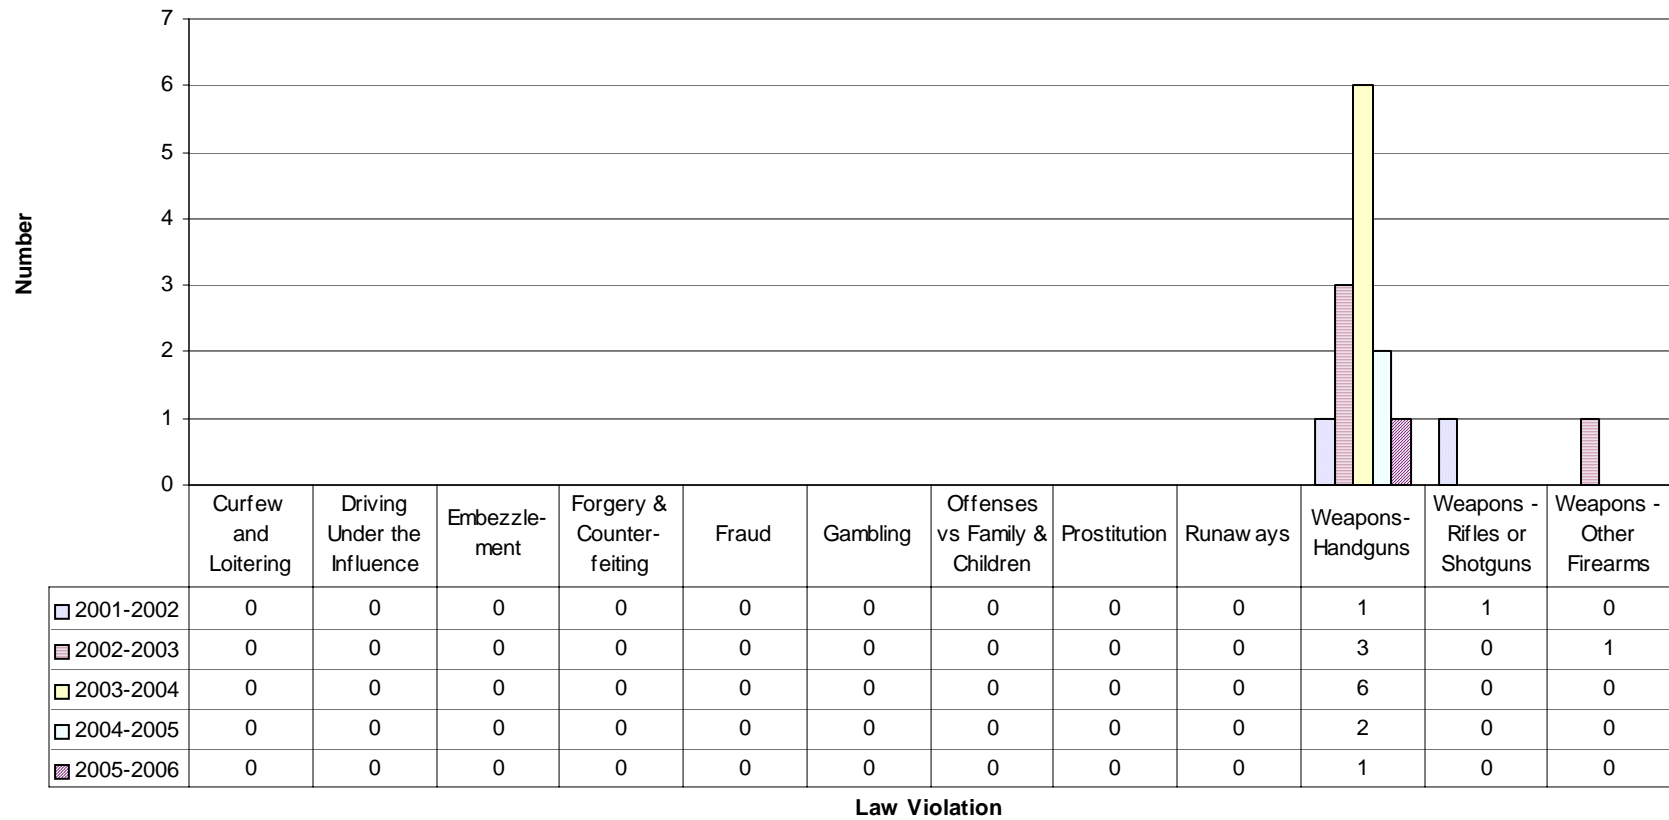 7
6
5
4
3
2
1
0
Number
Curfew and Loitering
Driving Under the Influence
Embezzle-ment
Forgery & Counter-feiting
Fraud
Gambling
Offenses vs Family & Children
Prostitution
Runaways
Weapons-Handguns
Weapons - Rifles or Shotguns
Weapons - Other Firearms
2001-2002 0 0 0 0 0 0 0 0 0 1 1 0
2002-2003 0 0 0 0 0 0 0 0 0 3 0 1
2003-2004 0 0 0 0 0 0 0 0 0 6 0 0
2004-2005 0 0 0 0 0 0 0 0 0 2 0 0
2005-2006 0 0 0 0 0 0 0 0 0 1 0 0
Law Violation